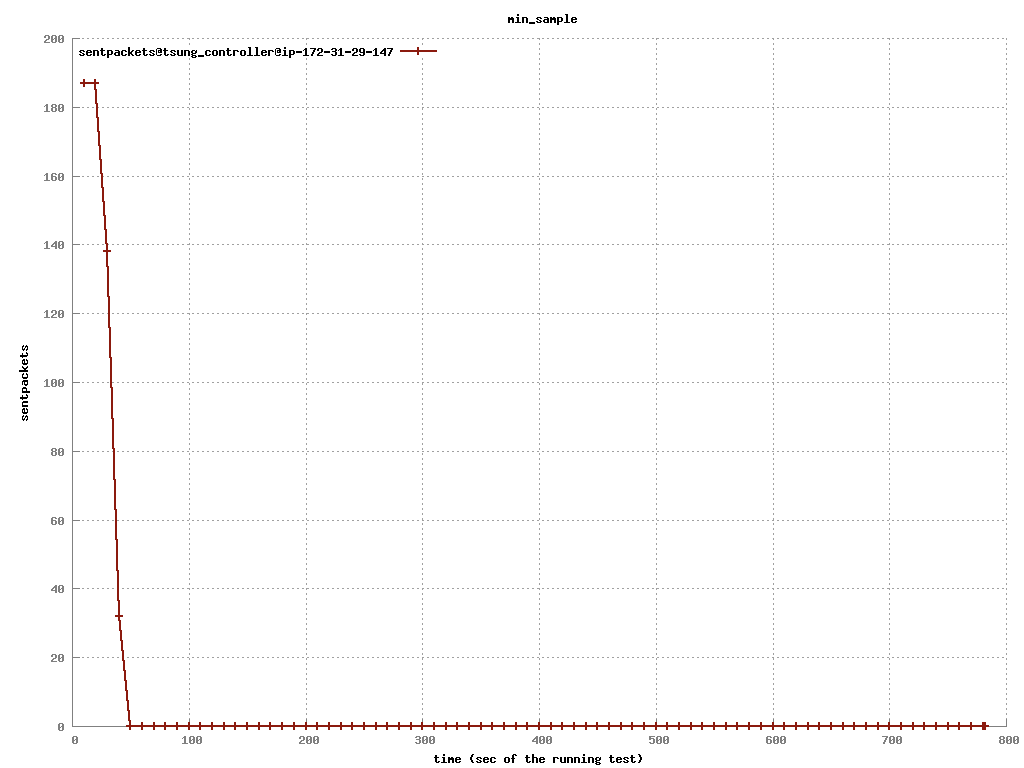 min_sample
200
sentpackets@tsung_controller@ip-172-31-29-147
180
160
140
120
100
80
60
40
20
0
sentpackets
0 100 200 300 400 500 600 700 800
time (sec of the running test)